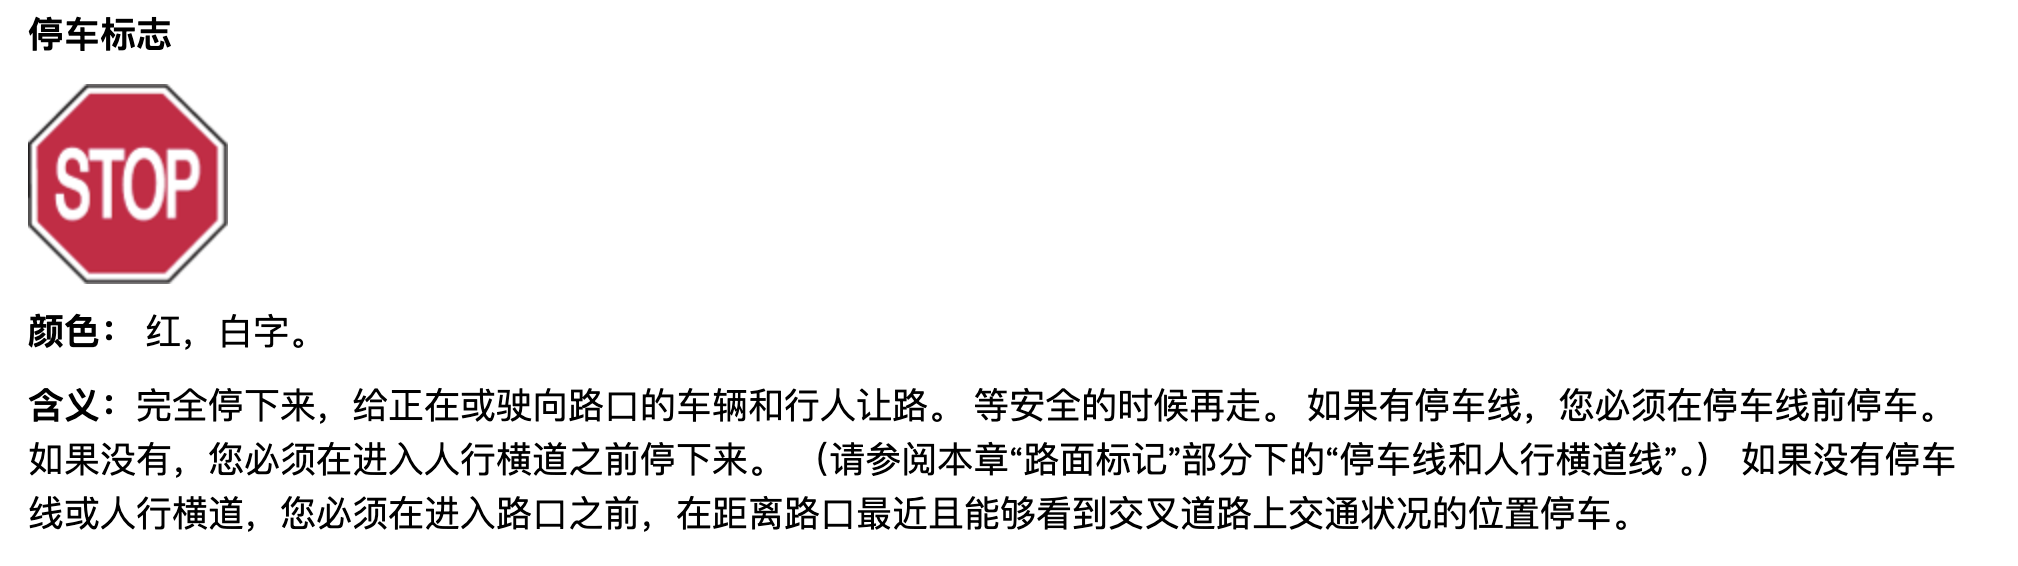 停车标志
STOP
颜色： 红，白字。
含义：完全停下来，给正在或驶向路口的车辆和行人让路。 等安全的时候再走。 如果有停车线，您必须在停车线前停车。
如果没有，您必须在进入人行横道之前停下来。 （请参阅本章“路面标记”部分下的“停车线和人行横道线”。） 如果没有停车
线或人行横道，您必须在进入路口之前，在距离路口最近且能够看到交叉道路上交通状况的位置停车。